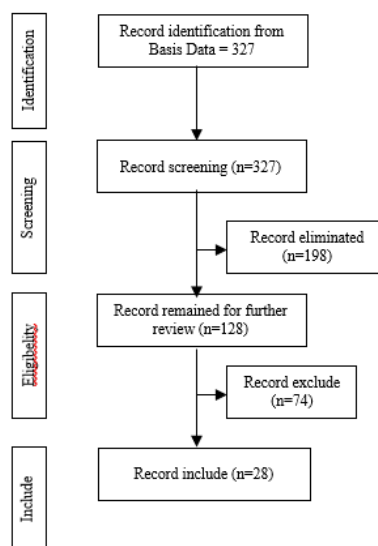 Identification
Record identification from
Basis Data = 327
Screening
Record screening (n=327)
Record eliminated
(n=198)
Eligibelity
Record remained for further
review (n=128)
Record exclude
(n=74)
Include
Record include (n=28)